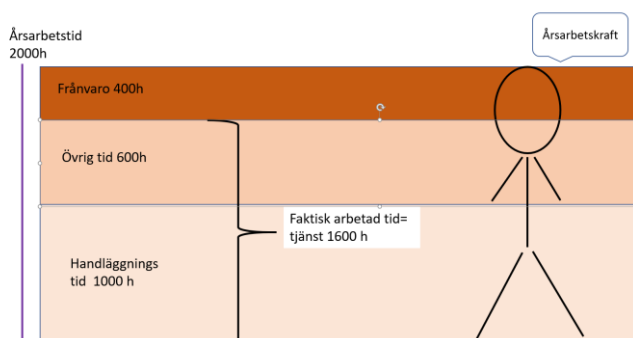 Årsarbetstid
2000h
Årsarbetskraft
Frånvaro 400h
Övrig tid 600h
Faktisk arbetad tid=
tjänst 1600 h
Handläggnings
tid 1000 h